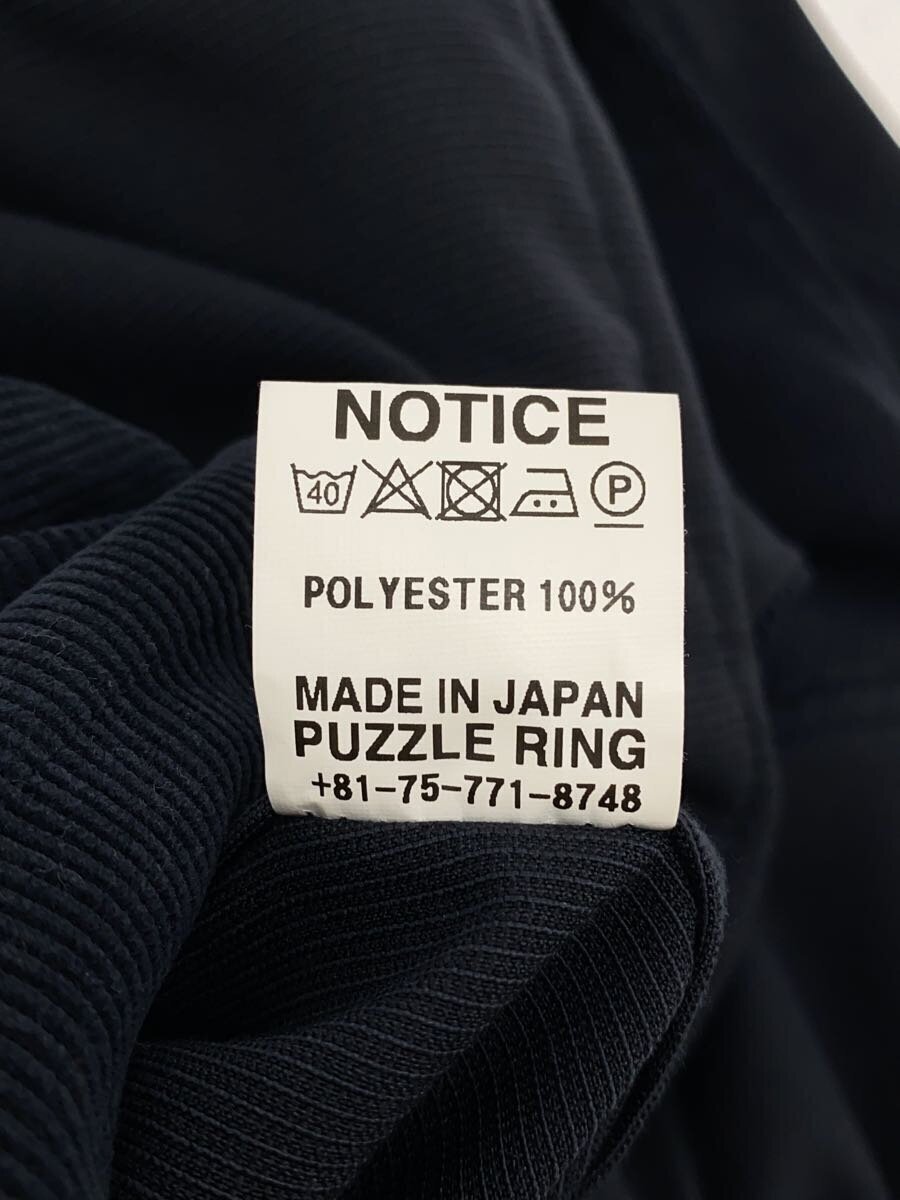 NOTICE
40 P
POLYESTER 100%
MADE IN JAPAN
PUZZLE RING
+81-75-771-8748